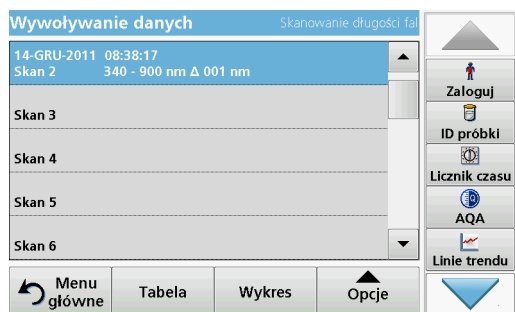 Wywoływanie danych
Skanowanie długości fal
14-GRU-2011 08:38:17
Skan 2 340 - 900 nm Δ 001 nm
Skan 3
Skan 4
Skan 5
Skan 6
Menu główne
Tabela
Wykres
Opcje
Zaloguj
ID próbki
Licznik czasu
AQA
Linie trendu